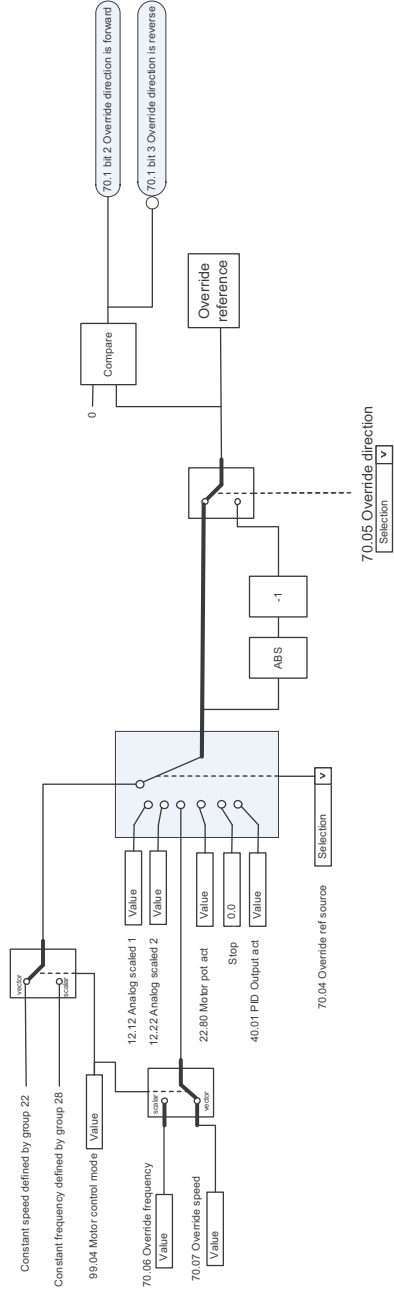 Constant speed defined by group 22
vector
Constant frequency defined by group 28
scalar
99.04 Motor control mode
Value
70.06 Override frequency
Value
scalar
70.07 Override speed
Value
vector
12.12 Analog scaled 1
Value
12.22 Analog scaled 2
Value
22.80 Motor pot act
Value
Stop
0.0
40.01 PID Output act
Value
70.04 Override ref source
Selection
v
ABS
-1
70.05 Override direction
Selection
v
0
Compare
Override
reference
70.1 bit 2 Override direction is forward
70.1 bit 3 Override direction is reverse